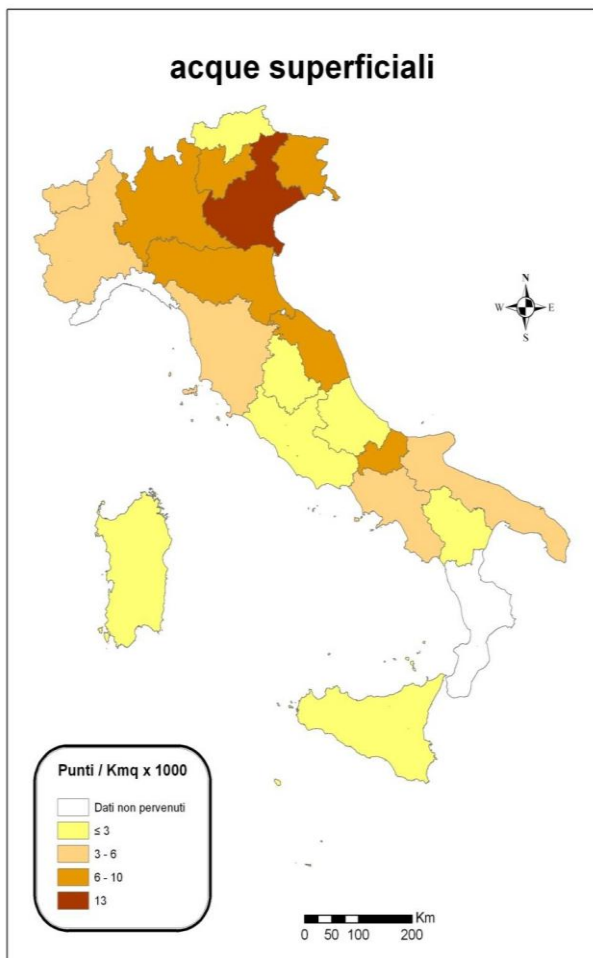 acque superficiali
N
W E
S
Punti / Kmq x 1000
Dati non pervenuti
≤ 3
3 - 6
6 - 10
13
Km
0 50 100 200